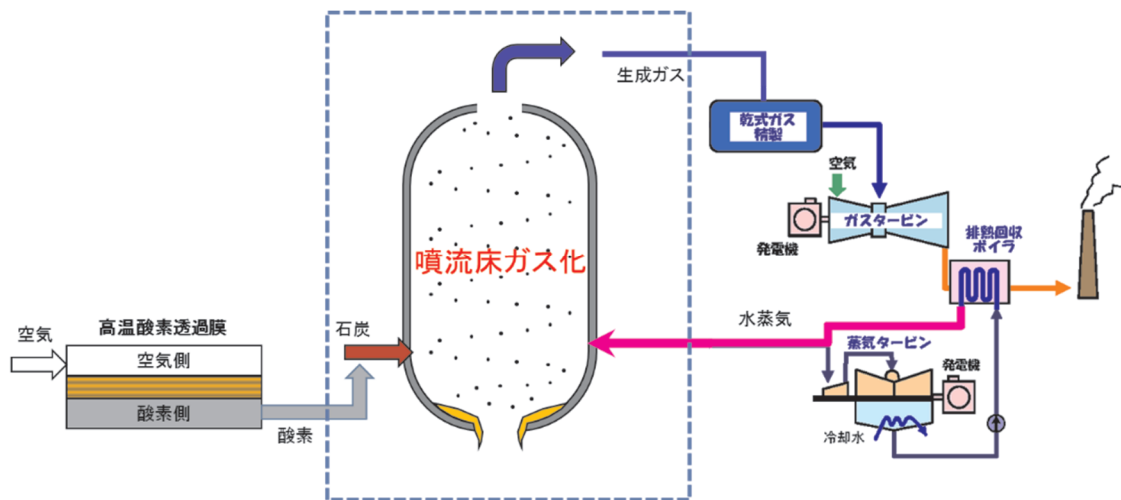 生成ガス
乾式ガス
精製
空気
ガスタービン
発電機
排熱回収
ボイラ
噴流床ガス化
石炭
水蒸気
高温酸素透過膜
空気
空気側
酸素側
酸素
蒸気タービン
発電機
冷却水